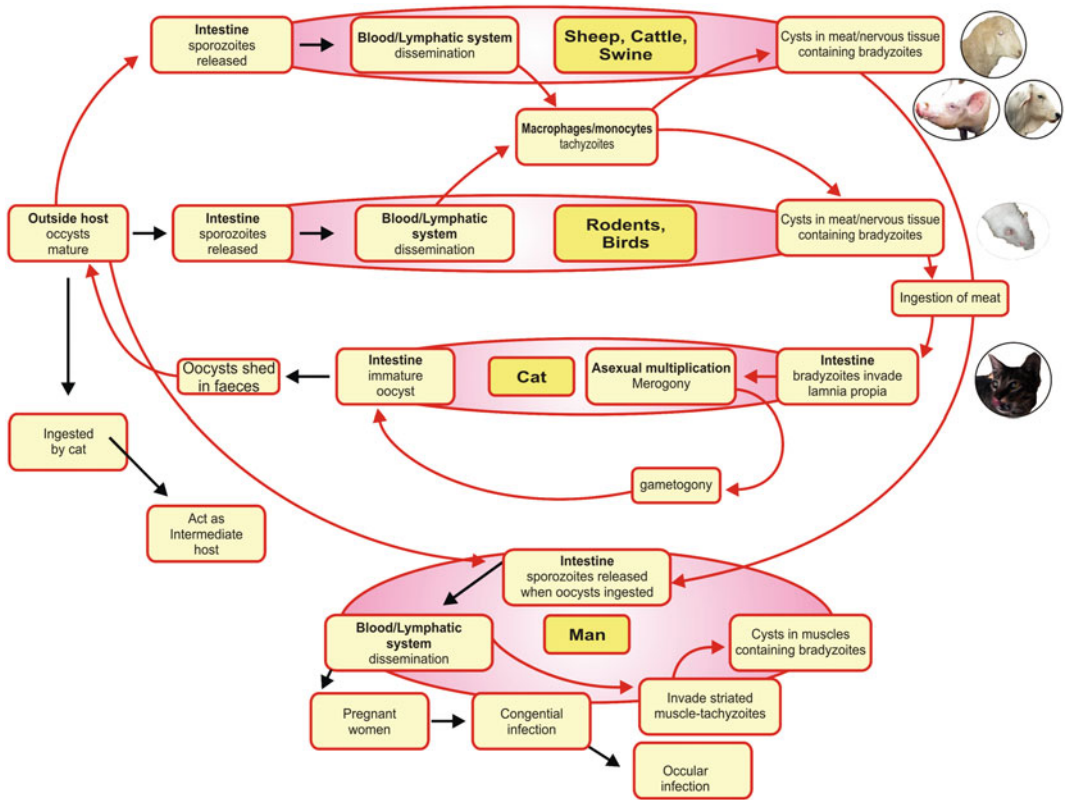 Intestine
sporozoites
released
Blood/Lymphatic system
dissemination
Sheep, Cattle,
Swine
Cysts in meat/nervous tissue
containing bradyzoites
Macrophages/monocytes
tachyzoites
Outside host
occysts
mature
Intestine
sporozoites
released
Blood/Lymphatic
system
dissemination
Rodents,
Birds
Cysts in meat/nervous tissue
containing bradyzoites
Ingestion of meat
Oocysts shed
in faeces
Intestine
immature
oocyst
Cat
Asexual multiplication
Merogony
Intestine
bradyzoites invade
lamnia propia
Ingested
by cat
gametogony
Act as
Intermediate
host
Intestine
sporozoites released
when oocysts ingested
Blood/Lymphatic
system
dissemination
Man
Cysts in muscles
containing bradyzoites
Pregnant
women
Congential
infection
Invade striated
muscle-tachyzoites
Occular
infection